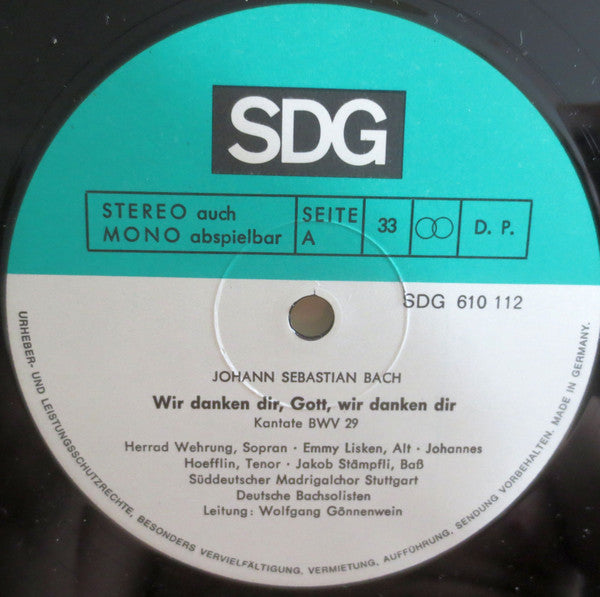 SDG
STEREO auch
MONO abspielbar
SEITE
A
33
D. P.
SDG 610 112
JOHANN SEBASTIAN BACH
Wir danken dir, Gott, wir danken dir
Kantate BWV 29
Herrad Wehrung, Sopran · Emmy Lisken, Alt · Johannes
Hoefflin, Tenor · Jakob Stämpfli, Baß
Süddeutscher Madrigalchor Stuttgart
Deutsche Bachsolisten
Leitung: Wolfgang Gönnenwein
URHEBER- UND LEISTUNGSSCHUTZRECHTE, BESONDERS VERVIELFÄLTIGUNG, VERMIETUNG, AUFFÜHRUNG, SENDUNG VORBEHALTEN. MADE IN GERMANY.